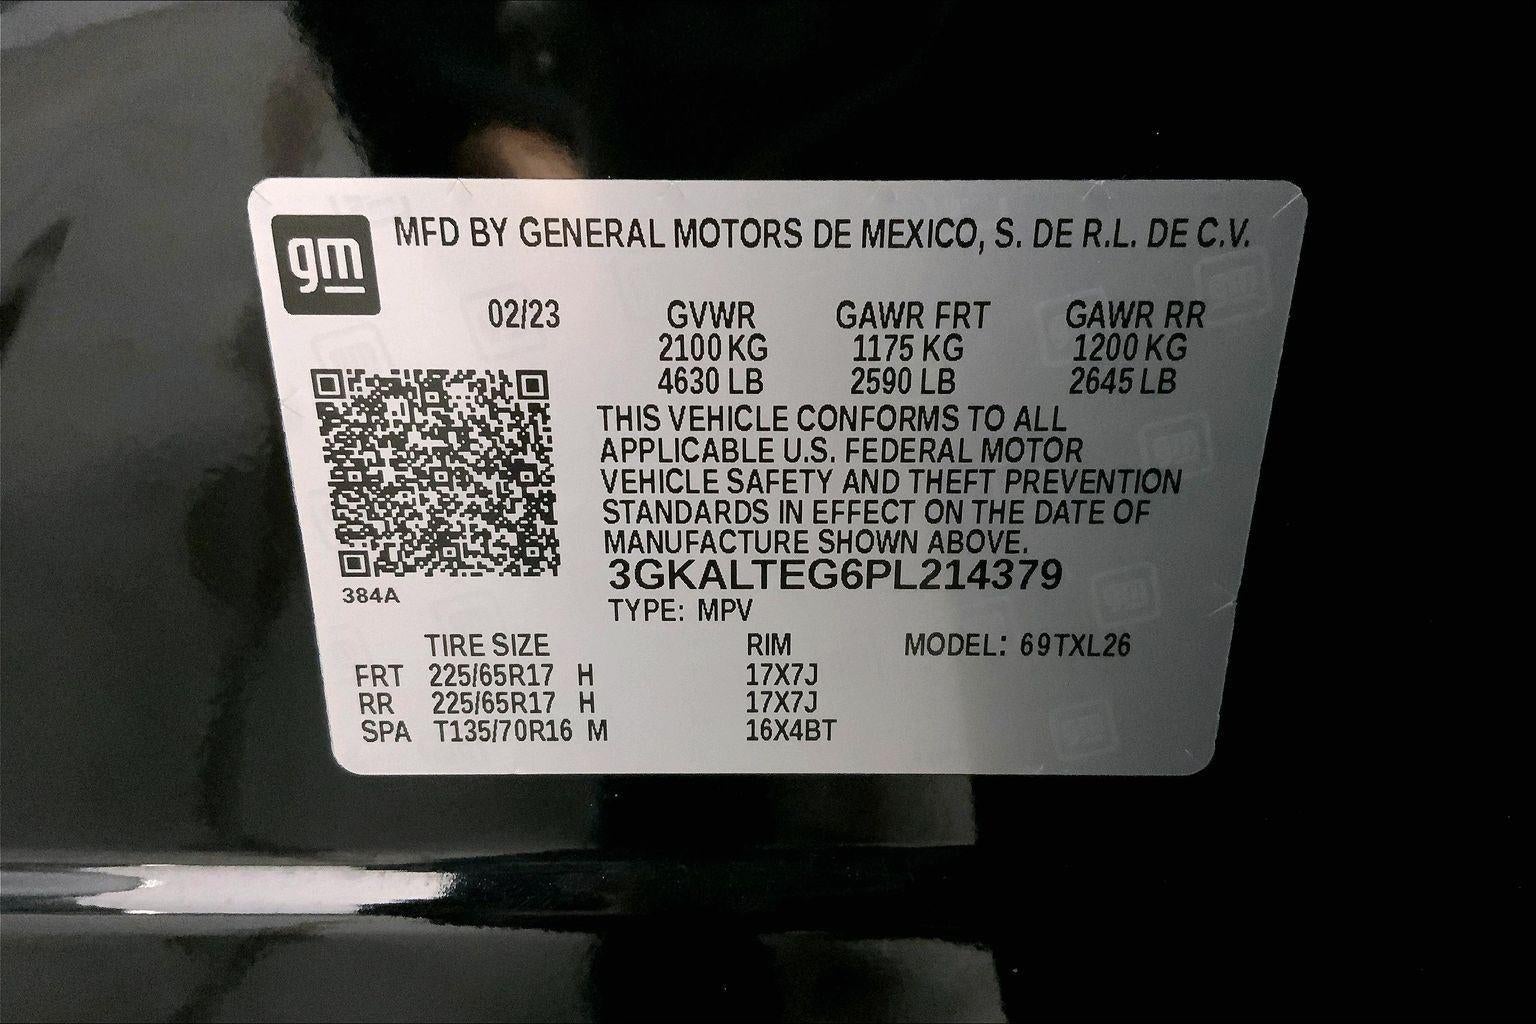 gm MFD BY GENERAL MOTORS DE MEXICO, S. DE R.L. DE C.V.
02/23 GVWR GAWR FRT GAWR RR
2100 KG 1175 KG 1200 KG
4630 LB 2590 LB 2645 LB
THIS VEHICLE CONFORMS TO ALL
APPLICABLE U.S. FEDERAL MOTOR
VEHICLE SAFETY AND THEFT PREVENTION
STANDARDS IN EFFECT ON THE DATE OF
MANUFACTURE SHOWN ABOVE.
3GKALTEG6PL214379
384A
TYPE: MPV
TIRE SIZE RIM MODEL: 69TXL26
FRT 225/65R17 H 17X7J
RR 225/65R17 H 17X7J
SPA T135/70R16 M 16X4BT